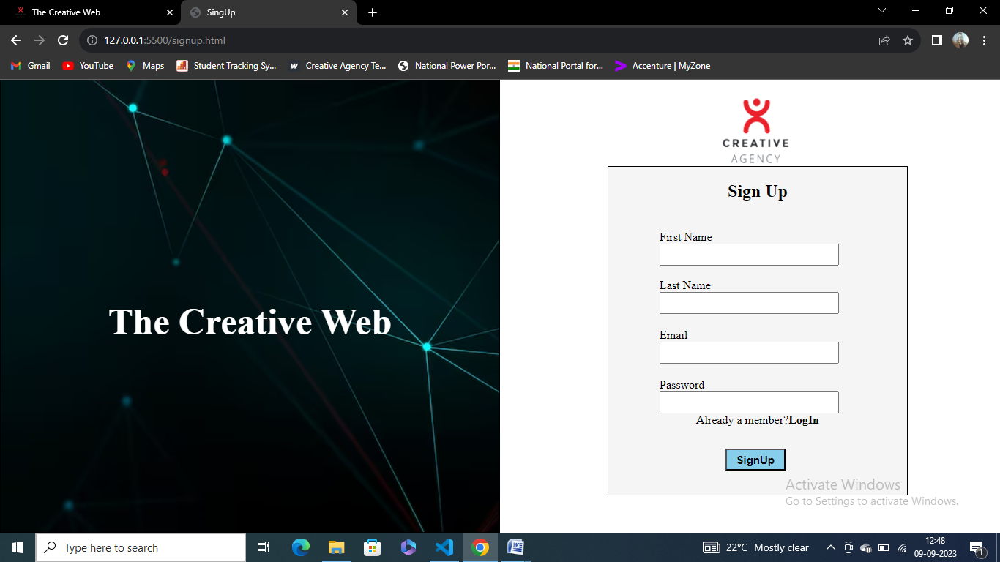 The Creative Web
SingUp
127.0.0.1:5500/signup.html
Gmail
YouTube
Maps
Student Tracking Sy...
Creative Agency Te...
National Power Por...
National Portal for...
Accenture | MyZone
The Creative Web
CREATIVE
AGENCY
Sign Up
First Name
Last Name
Email
Password
Already a member?LogIn
SignUp
Activate Windows
Go to Settings to activate Windows.
Type here to search
22°C Mostly clear
12:48
09-09-2023
1